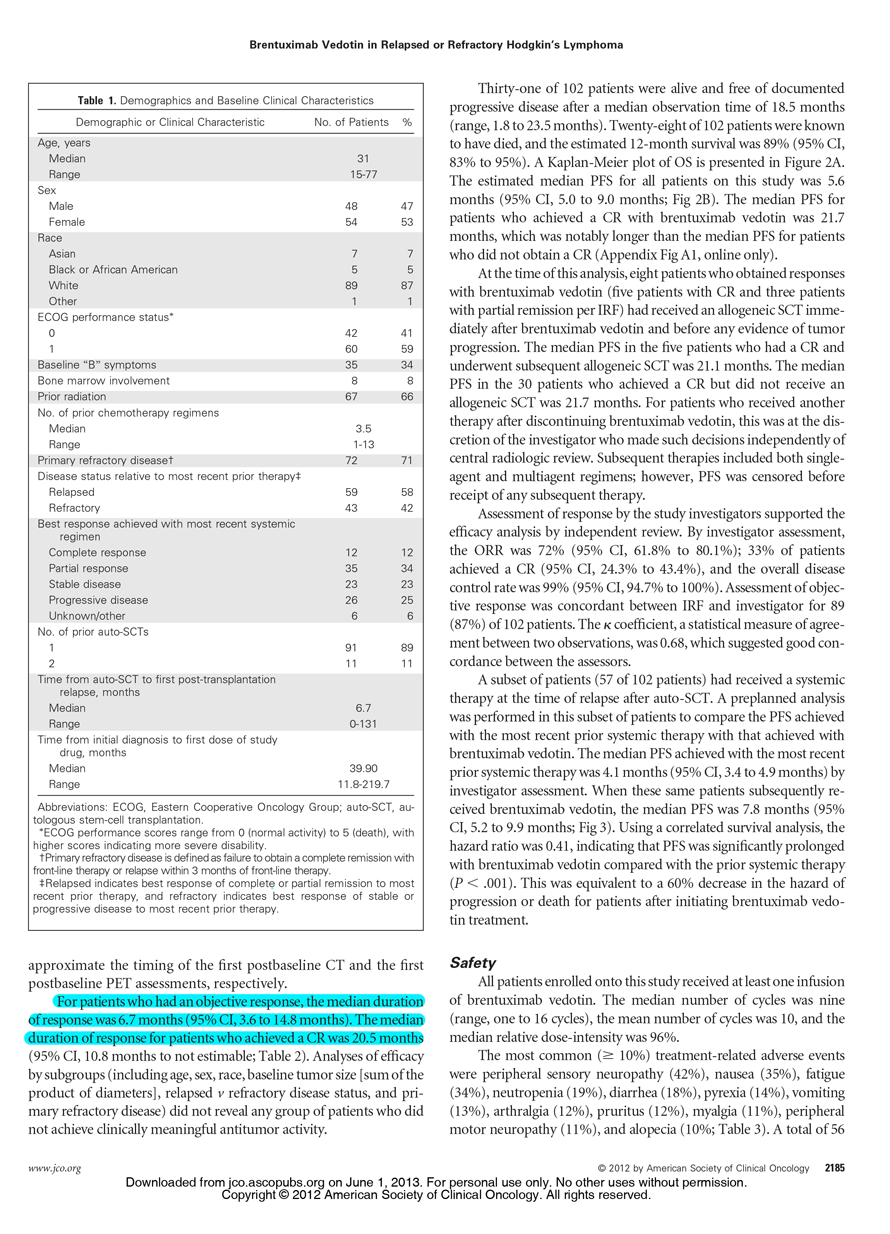 Brentuximab Vedotin in Relapsed or Refractory Hodgkin's Lymphoma
Table 1. Demographics and Baseline Clinical Characteristics
Demographic or Clinical Characteristic No. of Patients %
Age, years
Median 31
Range 15-77
Sex
Male 48 47
Female 54 53
Race
Asian 7 7
Black or African American 5 5
White 89 87
Other 1 1
ECOG performance status*
0 42 41
1 60 59
Baseline “B” symptoms 35 34
Bone marrow involvement 8 8
Prior radiation 67 66
No. of prior chemotherapy regimens
Median 3.5
Range 1-13
Primary refractory disease† 72 71
Disease status relative to most recent prior therapy‡
Relapsed 59 58
Refractory 43 42
Best response achieved with most recent systemic
regimen
Complete response 12 12
Partial response 35 34
Stable disease 23 23
Progressive disease 26 25
Unknown/other 6 6
No. of prior auto-SCTs
1 91 89
2 11 11
Time from auto-SCT to first post-transplantation
relapse, months
Median 6.7
Range 0-131
Time from initial diagnosis to first dose of study
drug, months
Median 39.90
Range 11.8-219.7
Abbreviations: ECOG, Eastern Cooperative Oncology Group; auto-SCT, au-
tologous stem-cell transplantation.
*ECOG performance scores range from 0 (normal activity) to 5 (death), with
higher scores indicating more severe disability.
†Primary refractory disease is defined as failure to obtain a complete remission with
front-line therapy or relapse within 3 months of front-line therapy.
‡Relapsed indicates best response of complete or partial remission to most
recent prior therapy, and refractory indicates best response of stable or
progressive disease to most recent prior therapy.
approximate the timing of the first postbaseline CT and the first
postbaseline PET assessments, respectively.
For patients who had an objective response, the median duration
of response was 6.7 months (95% CI, 3.6 to 14.8 months). The median
duration of response for patients who achieved a CR was 20.5 months
(95% CI, 10.8 months to not estimable; Table 2). Analyses of efficacy
by subgroups (including age, sex, race, baseline tumor size [sum of the
product of diameters], relapsed v refractory disease status, and pri-
mary refractory disease) did not reveal any group of patients who did
not achieve clinically meaningful antitumor activity.
Thirty-one of 102 patients were alive and free of documented
progressive disease after a median observation time of 18.5 months
(range, 1.8 to 23.5 months). Twenty-eight of 102 patients were known
to have died, and the estimated 12-month survival was 89% (95% CI,
83% to 95%). A Kaplan-Meier plot of OS is presented in Figure 2A.
The estimated median PFS for all patients on this study was 5.6
months (95% CI, 5.0 to 9.0 months; Fig 2B). The median PFS for
patients who achieved a CR with brentuximab vedotin was 21.7
months, which was notably longer than the median PFS for patients
who did not obtain a CR (Appendix Fig A1, online only).
At the time of this analysis, eight patients who obtained responses
with brentuximab vedotin (five patients with CR and three patients
with partial remission per IRF) had received an allogeneic SCT imme-
diately after brentuximab vedotin and before any evidence of tumor
progression. The median PFS in the five patients who had a CR and
underwent subsequent allogeneic SCT was 21.1 months. The median
PFS in the 30 patients who achieved a CR but did not receive an
allogeneic SCT was 21.7 months. For patients who received another
therapy after discontinuing brentuximab vedotin, this was at the dis-
cretion of the investigator who made such decisions independently of
central radiologic review. Subsequent therapies included both single-
agent and multiagent regimens; however, PFS was censored before
receipt of any subsequent therapy.
Assessment of response by the study investigators supported the
efficacy analysis by independent review. By investigator assessment,
the ORR was 72% (95% CI, 61.8% to 80.1%); 33% of patients
achieved a CR (95% CI, 24.3% to 43.4%), and the overall disease
control rate was 99% (95% CI, 94.7% to 100%). Assessment of objec-
tive response was concordant between IRF and investigator for 89
(87%) of 102 patients. The κ coefficient, a statistical measure of agree-
ment between two observations, was 0.68, which suggested good con-
cordance between the assessors.
A subset of patients (57 of 102 patients) had received a systemic
therapy at the time of relapse after auto-SCT. A preplanned analysis
was performed in this subset of patients to compare the PFS achieved
with the most recent prior systemic therapy with that achieved with
brentuximab vedotin. The median PFS achieved with the most recent
prior systemic therapy was 4.1 months (95% CI, 3.4 to 4.9 months) by
investigator assessment. When these same patients subsequently re-
ceived brentuximab vedotin, the median PFS was 7.8 months (95%
CI, 5.2 to 9.9 months; Fig 3). Using a correlated survival analysis, the
hazard ratio was 0.41, indicating that PFS was significantly prolonged
with brentuximab vedotin compared with the prior systemic therapy
(P < .001). This was equivalent to a 60% decrease in the hazard of
progression or death for patients after initiating brentuximab vedo-
tin treatment.
Safety
All patients enrolled onto this study received at least one infusion
of brentuximab vedotin. The median number of cycles was nine
(range, one to 16 cycles), the mean number of cycles was 10, and the
median relative dose-intensity was 96%.
The most common (≥ 10%) treatment-related adverse events
were peripheral sensory neuropathy (42%), nausea (35%), fatigue
(34%), neutropenia (19%), diarrhea (18%), pyrexia (14%), vomiting
(13%), arthralgia (12%), pruritus (12%), myalgia (11%), peripheral
motor neuropathy (11%), and alopecia (10%; Table 3). A total of 56
www.jco.org © 2012 by American Society of Clinical Oncology 2185
Downloaded from jco.ascopubs.org on June 1, 2013. For personal use only. No other uses without permission.
Copyright © 2012 American Society of Clinical Oncology. All rights reserved.